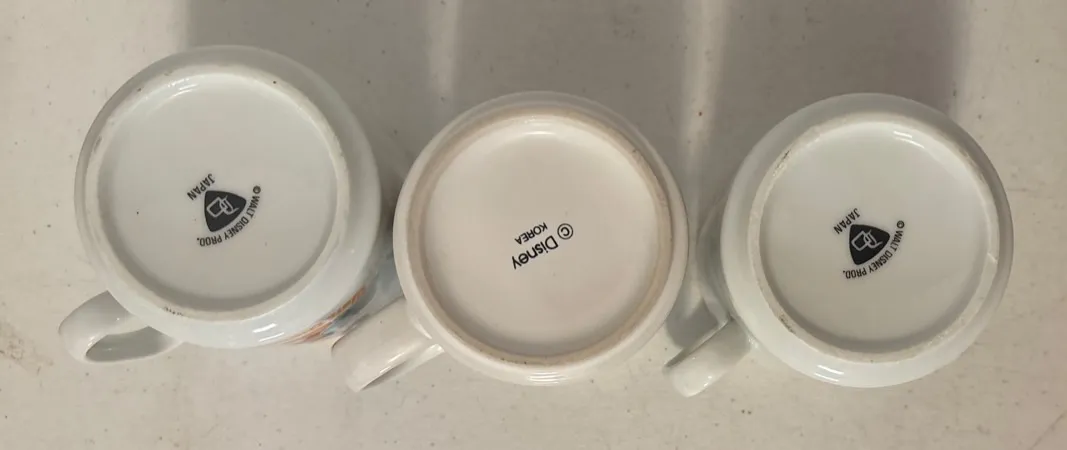 © WALT DISNEY PROD.
JAPAN
© Disney
KOREA
© WALT DISNEY PROD.
JAPAN